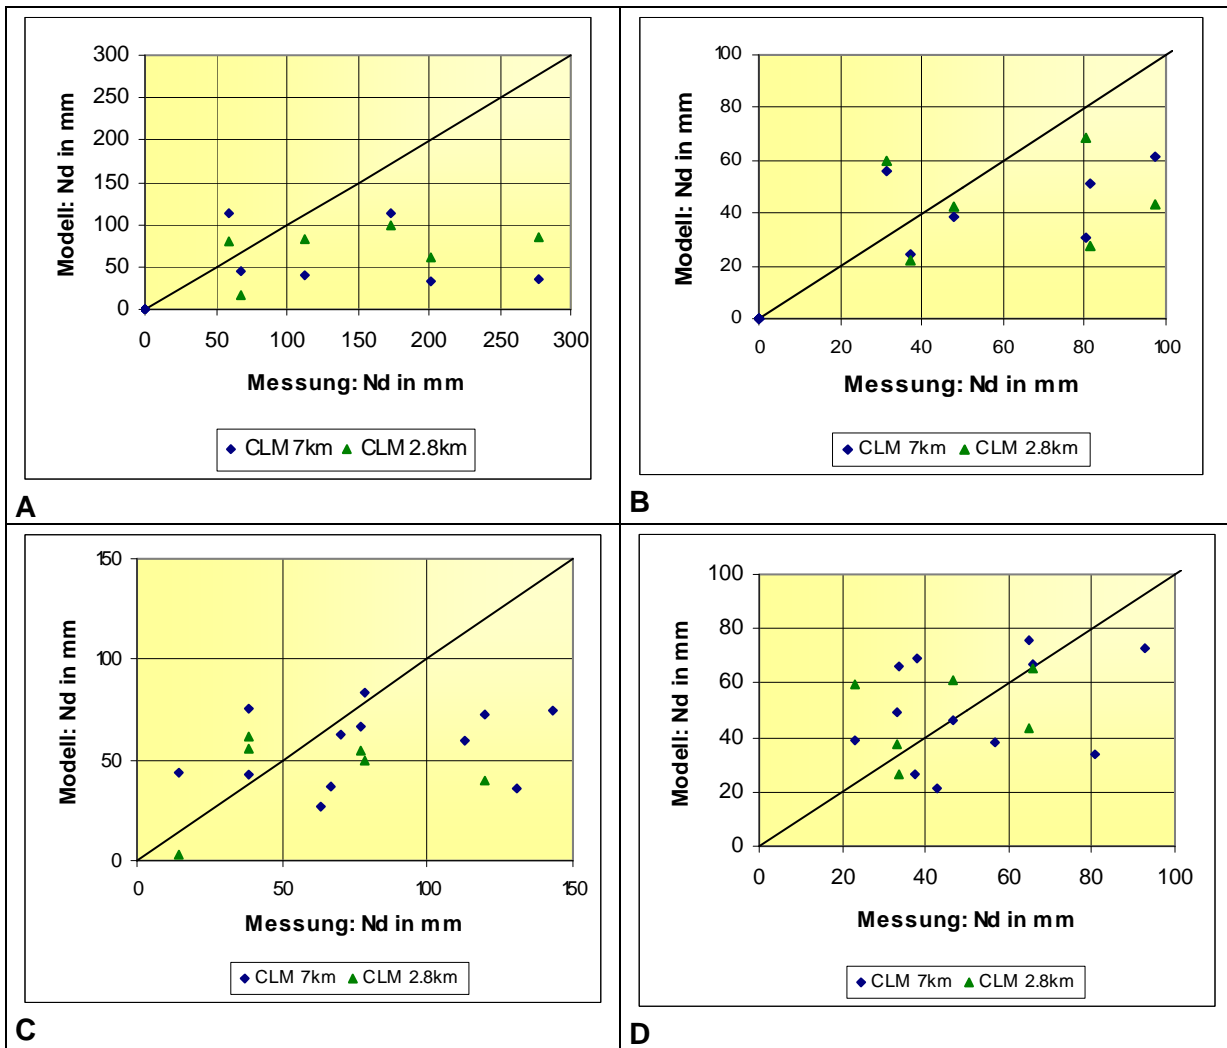 300
250
200
150
100
50
0
Modell: Nd in mm
0 50 100 150 200 250 300
Messung: Nd in mm
CLM 7km CLM 2.8km
A
100
80
60
40
20
0
Modell: Nd in mm
0 20 40 60 80 100
Messung: Nd in mm
CLM 7km CLM 2.8km
B
150
100
50
0
Modell: Nd in mm
0 50 100 150
Messung: Nd in mm
CLM 7km CLM 2.8km
C
100
80
60
40
20
0
Modell: Nd in mm
0 20 40 60 80 100
Messung: Nd in mm
CLM 7km CLM 2.8km
D